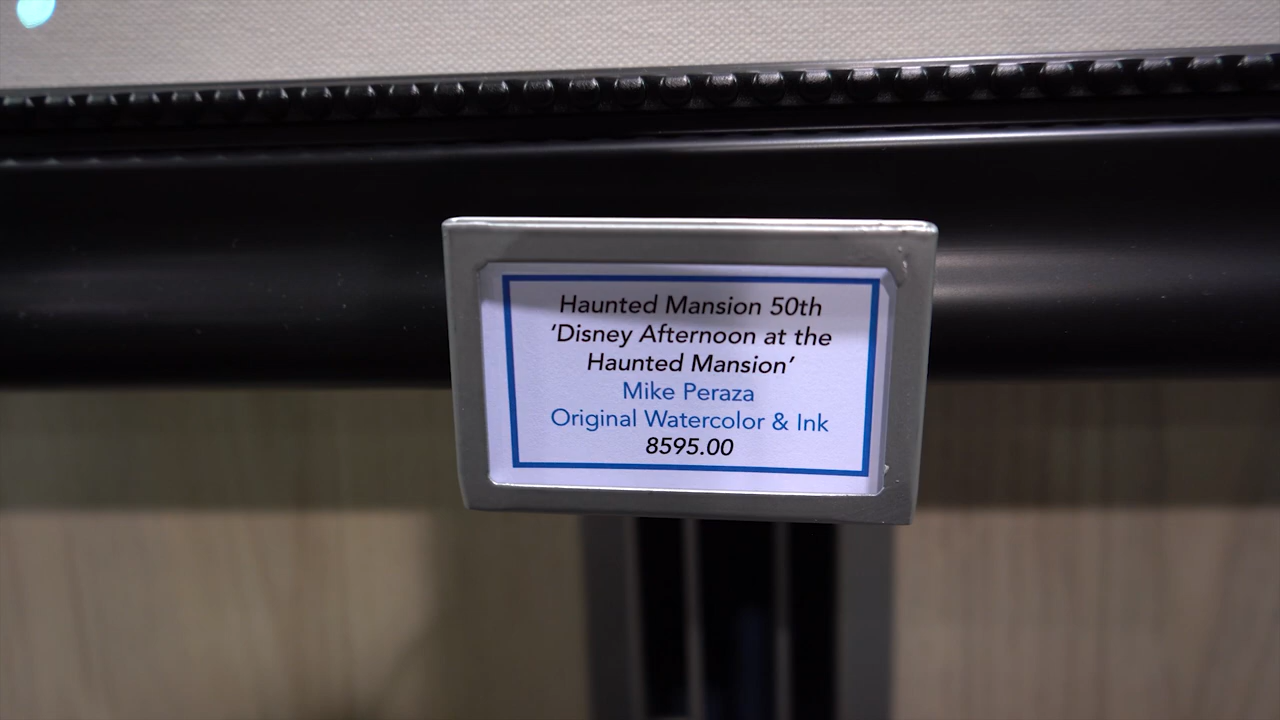 Haunted Mansion 50th
‘Disney Afternoon at the
Haunted Mansion’
Mike Peraza
Original Watercolor & Ink
8595.00